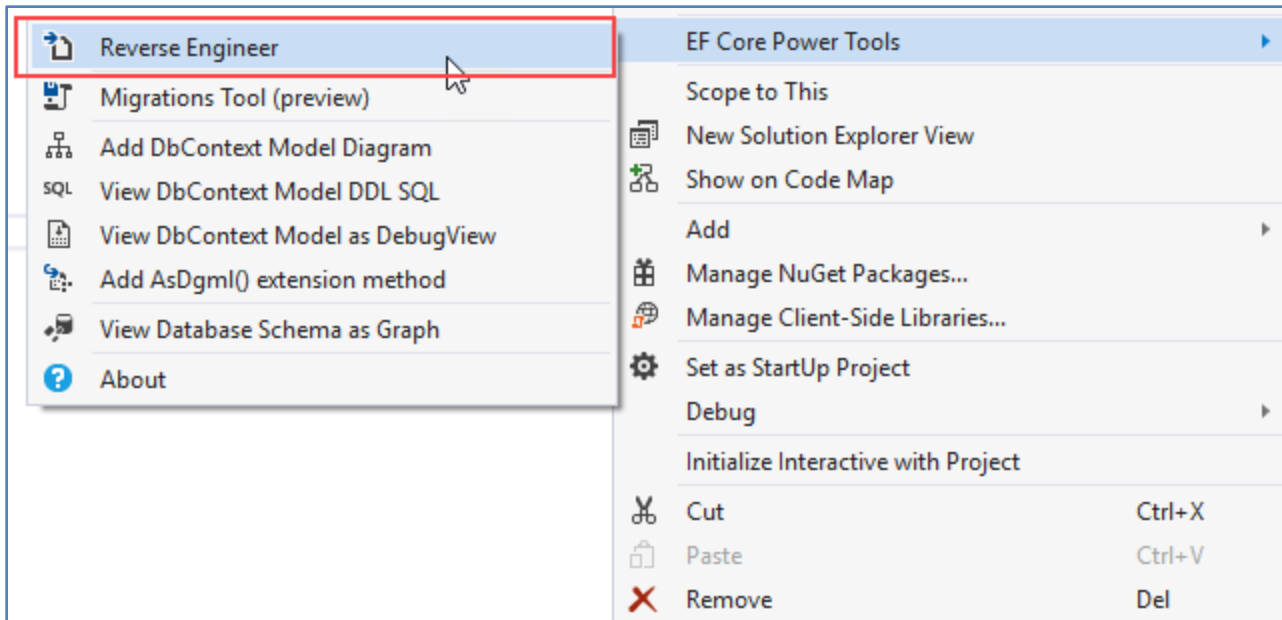 Reverse Engineer
Migrations Tool (preview)
Add DbContext Model Diagram
SQL View DbContext Model DDL SQL
View DbContext Model as DebugView
Add AsDgml() extension method
View Database Schema as Graph
? About
EF Core Power Tools
Scope to This
New Solution Explorer View
Show on Code Map
Add
Manage NuGet Packages...
Manage Client-Side Libraries...
Set as StartUp Project
Debug
Initialize Interactive with Project
Cut Ctrl+X
Paste Ctrl+V
Remove Del